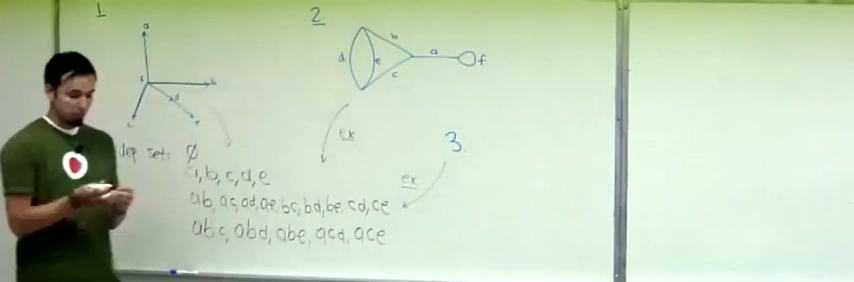 1
a
b
c
d
e
f
2.
b
d
e
c
a
f
ex
3.
dep sets ∅
a, b, c, d, e
ab, ac, ad, ae, bc, bd, be, cd, ce
abc, abd, abe, acd, ace
ex